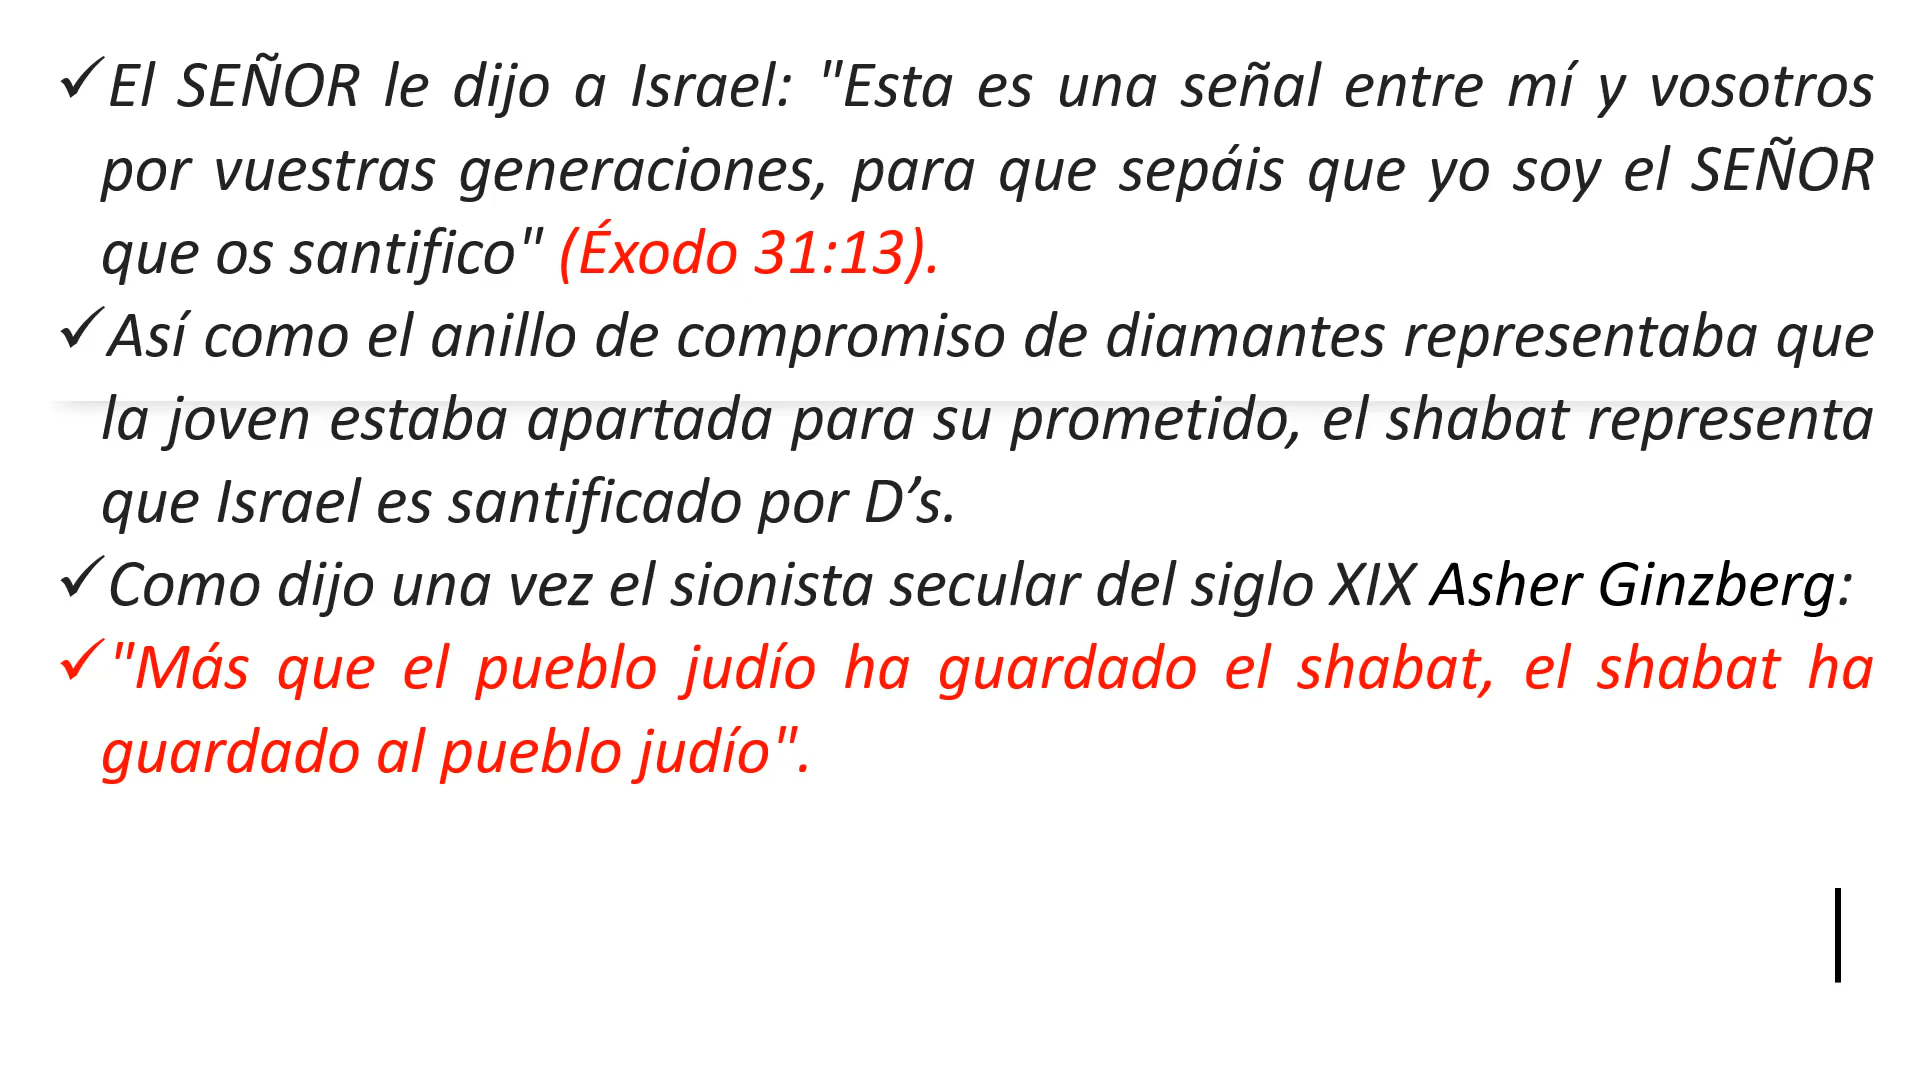 ✓El SEÑOR le dijo a Israel: "Esta es una señal entre mí y vosotros
por vuestras generaciones, para que sepáis que yo soy el SEÑOR
que os santifico" (Éxodo 31:13).
✓Así como el anillo de compromiso de diamantes representaba que
la joven estaba apartada para su prometido, el shabat representa
que Israel es santificado por D’s.
✓Como dijo una vez el sionista secular del siglo XIX Asher Ginzberg:
✓"Más que el pueblo judío ha guardado el shabat, el shabat ha
guardado al pueblo judío".